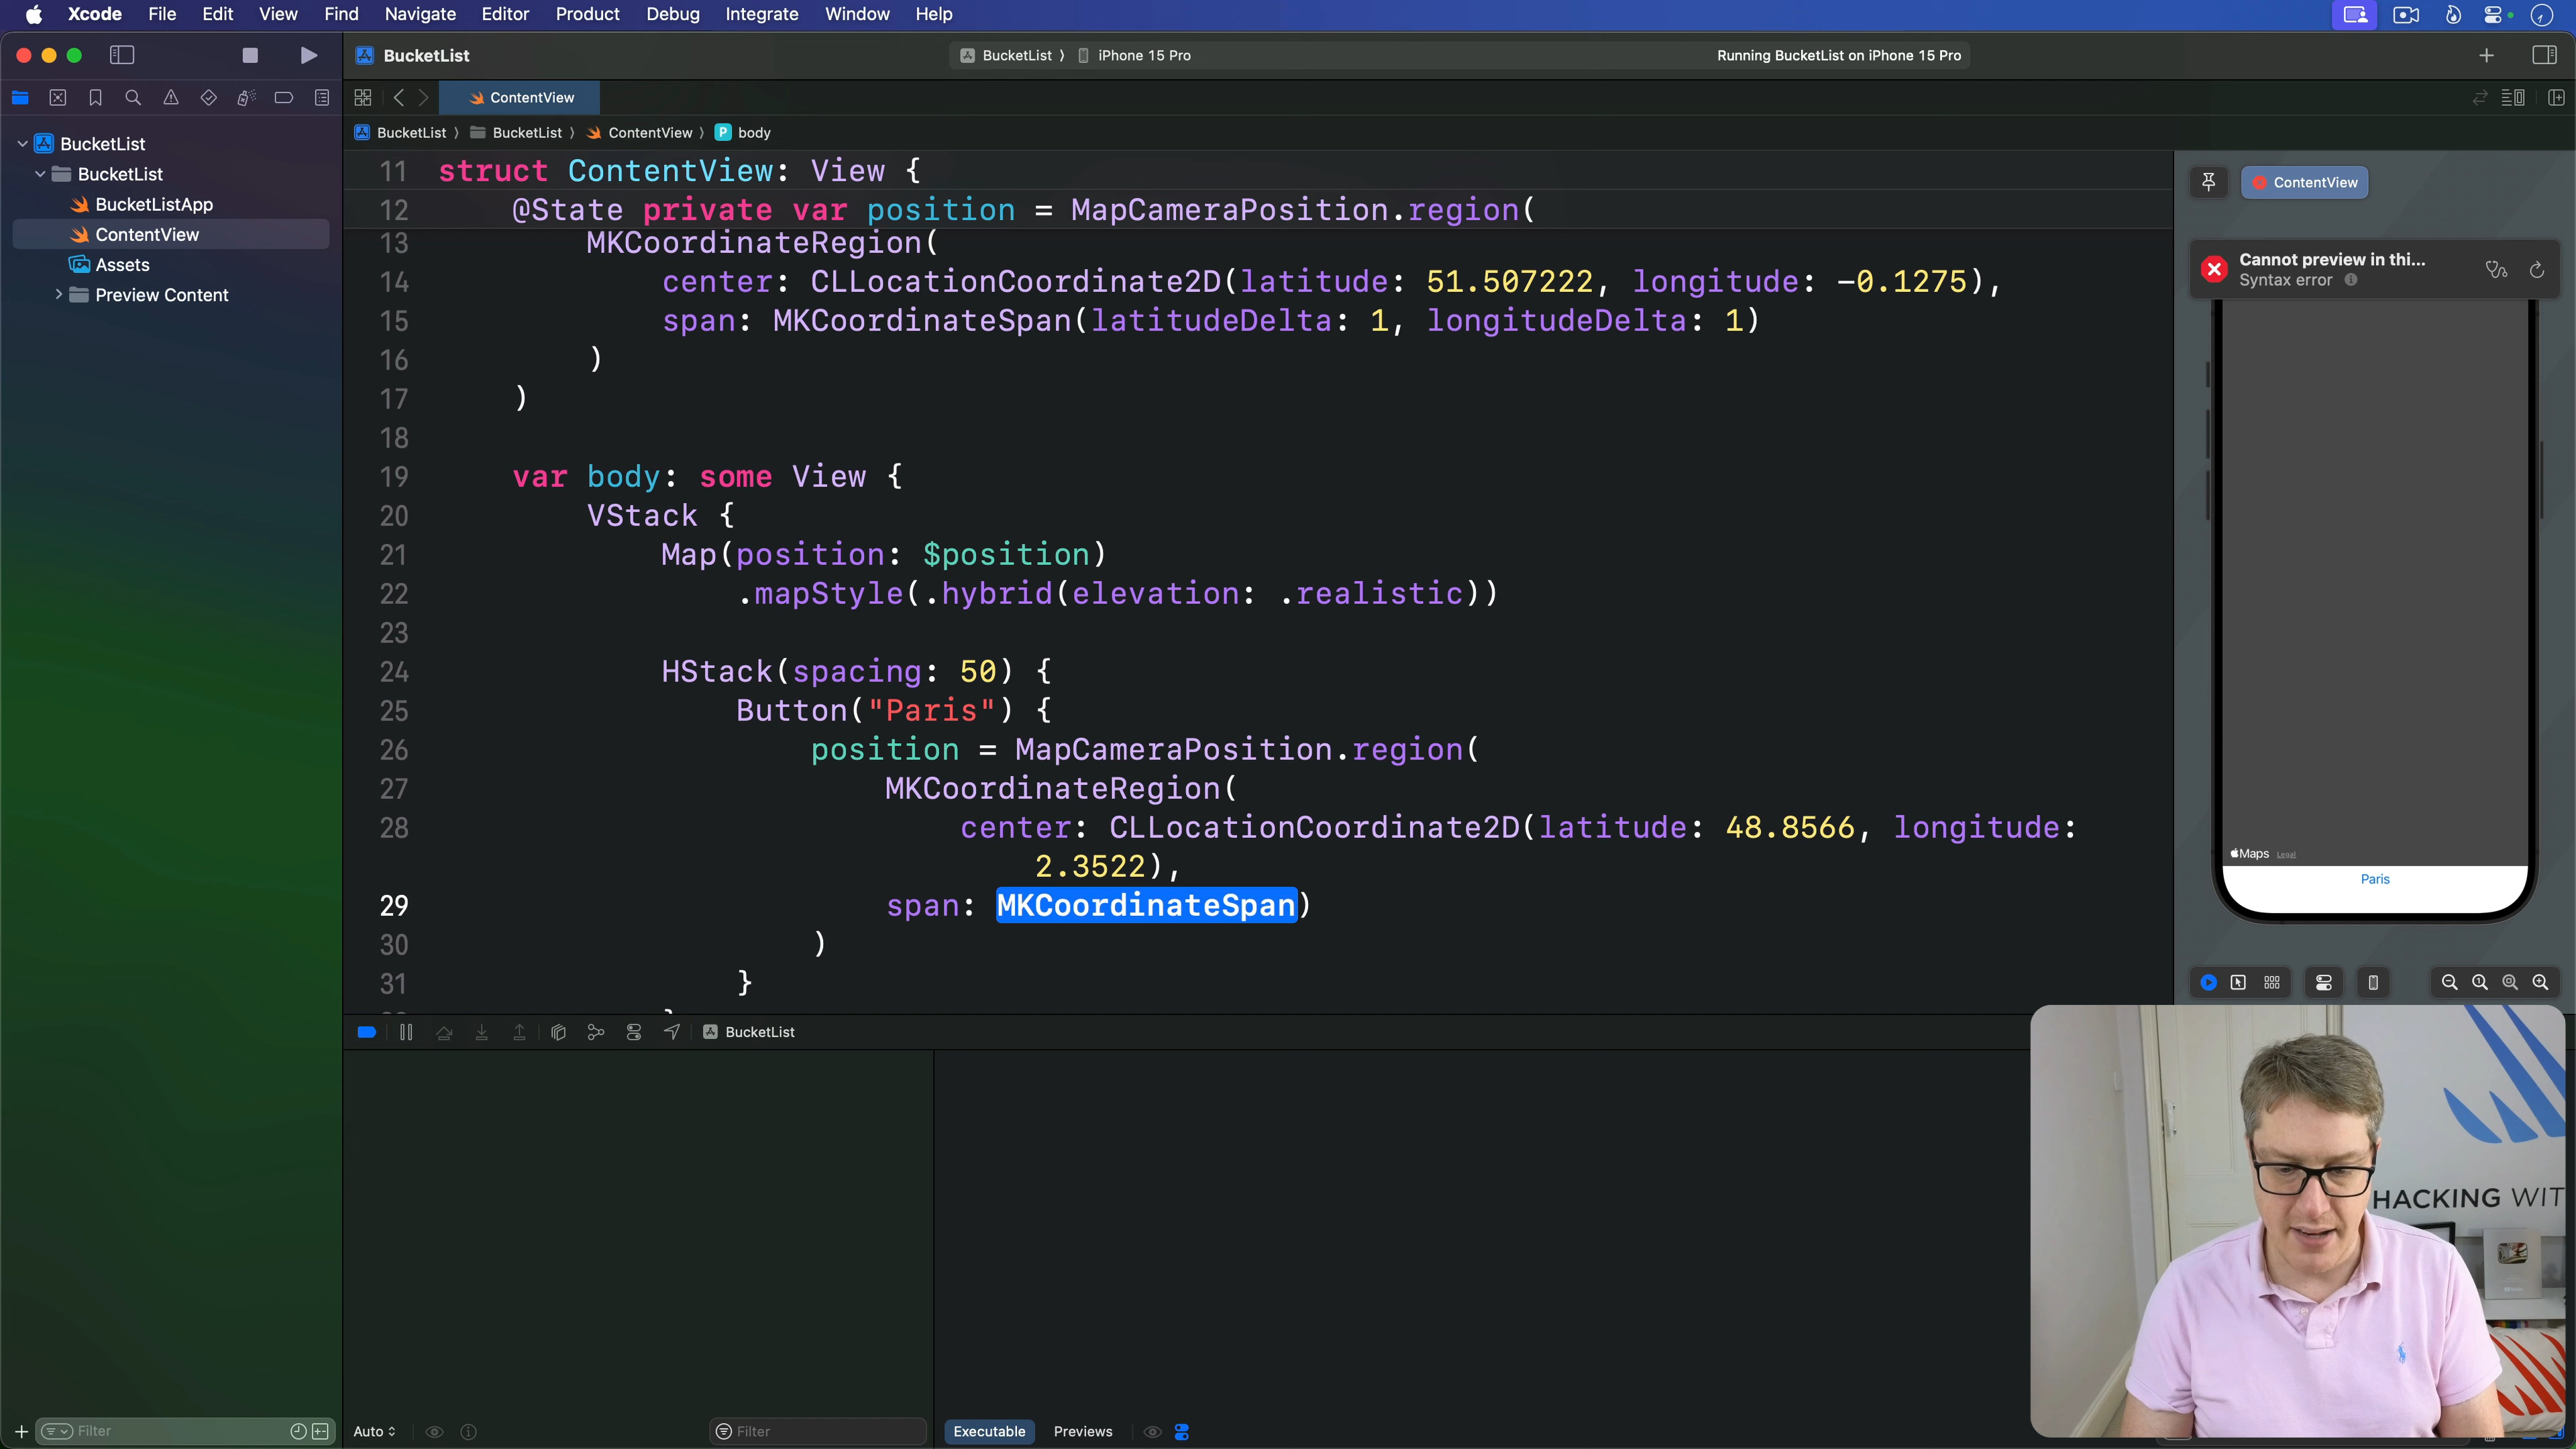 Xcode File Edit View Find Navigate Editor Product Debug Integrate Window Help
BucketList
BucketList 〉 iPhone 15 Pro
Running BucketList on iPhone 15 Pro
ContentView
BucketList 〉 BucketList 〉 ContentView 〉 P body
BucketList
BucketList
BucketListApp
ContentView
Assets
Preview Content
11 struct ContentView: View {
12 @State private var position = MapCameraPosition.region(
13 MKCoordinateRegion(
14 center: CLLocationCoordinate2D(latitude: 51.507222, longitude: -0.1275),
15 span: MKCoordinateSpan(latitudeDelta: 1, longitudeDelta: 1)
16 )
17 )
18
19 var body: some View {
20 VStack {
21 Map(position: $position)
22 .mapStyle(.hybrid(elevation: .realistic))
23
24 HStack(spacing: 50) {
25 Button("Paris") {
26 position = MapCameraPosition.region(
27 MKCoordinateRegion(
28 center: CLLocationCoordinate2D(latitude: 48.8566, longitude:
2.3522),
29 span: MKCoordinateSpan)
30 )
31 }
ContentView
Cannot preview in thi...
Syntax error
Maps Legal
Paris
BucketList
HACKING WIT
Filter
Auto
Filter
Executable
Previews